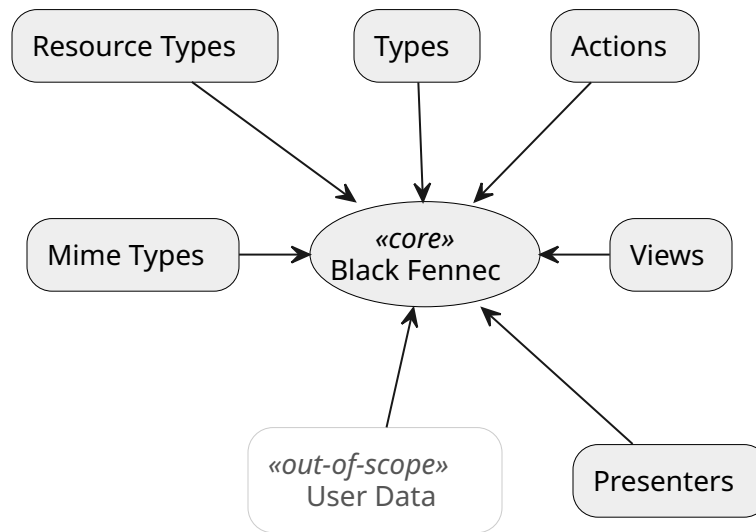 Resource Types
Types
Actions
Mime Types
«core»
Black Fennec
Views
«out-of-scope»
User Data
Presenters